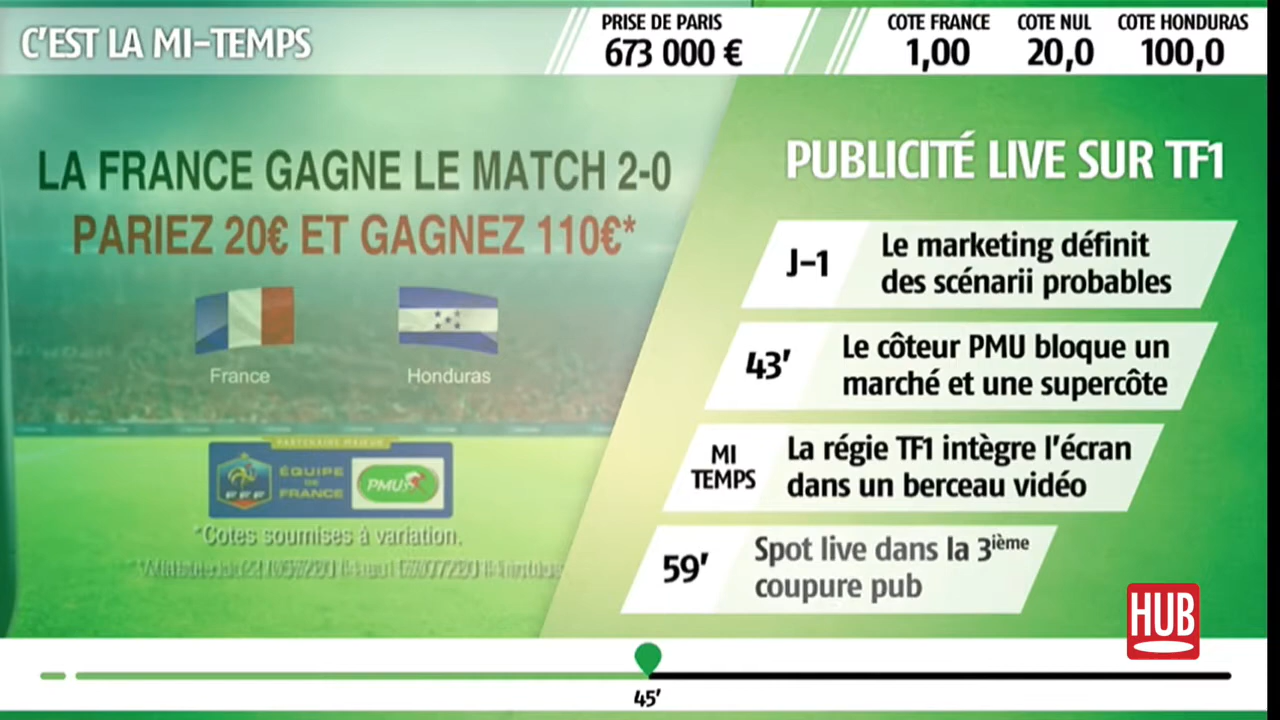 C'EST LA MI-TEMPS
PRISE DE PARIS
673 000 €
COTE FRANCE
1,00
COTE NUL
20,0
COTE HONDURAS
100,0
LA FRANCE GAGNE LE MATCH 2-0
PARIEZ 20€ ET GAGNEZ 110€*
France
Honduras
PARTENAIRE MAJEUR
FFF
ÉQUIPE
DE FRANCE
PMU
*Cotes soumises à variation.
PUBLICITÉ LIVE SUR TF1
J-1
Le marketing définit
des scénarii probables
43'
Le côteur PMU bloque un
marché et une supercôte
MI
TEMPS
La régie TF1 intègre l'écran
dans un berceau vidéo
59'
Spot live dans la 3ième
coupure pub
HUB
45'